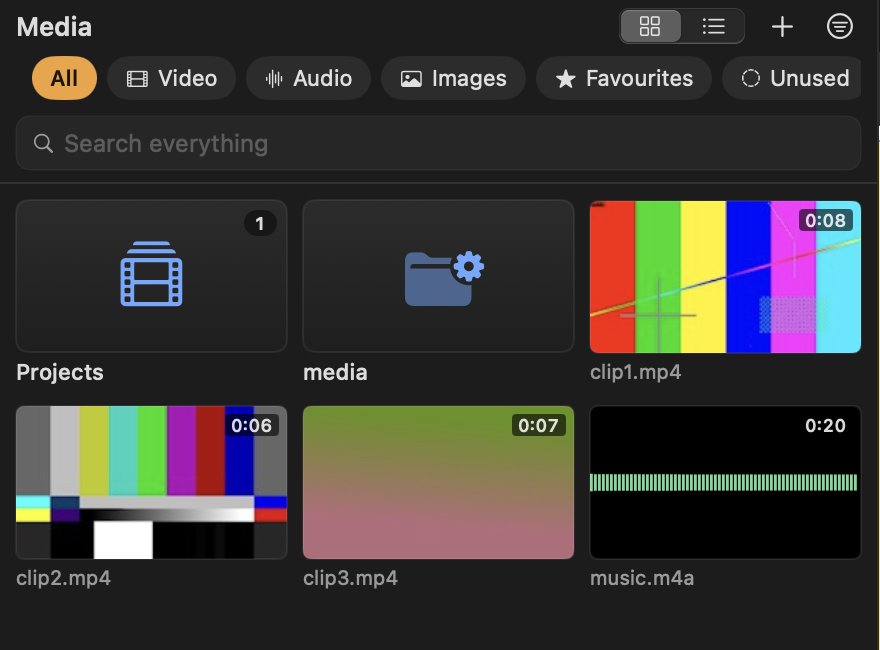 Media
All
Video
Audio
Images
Favourites
Unused
Search everything
1
Projects
media
0:08
clip1.mp4
0:06
clip2.mp4
0:07
clip3.mp4
0:20
music.m4a